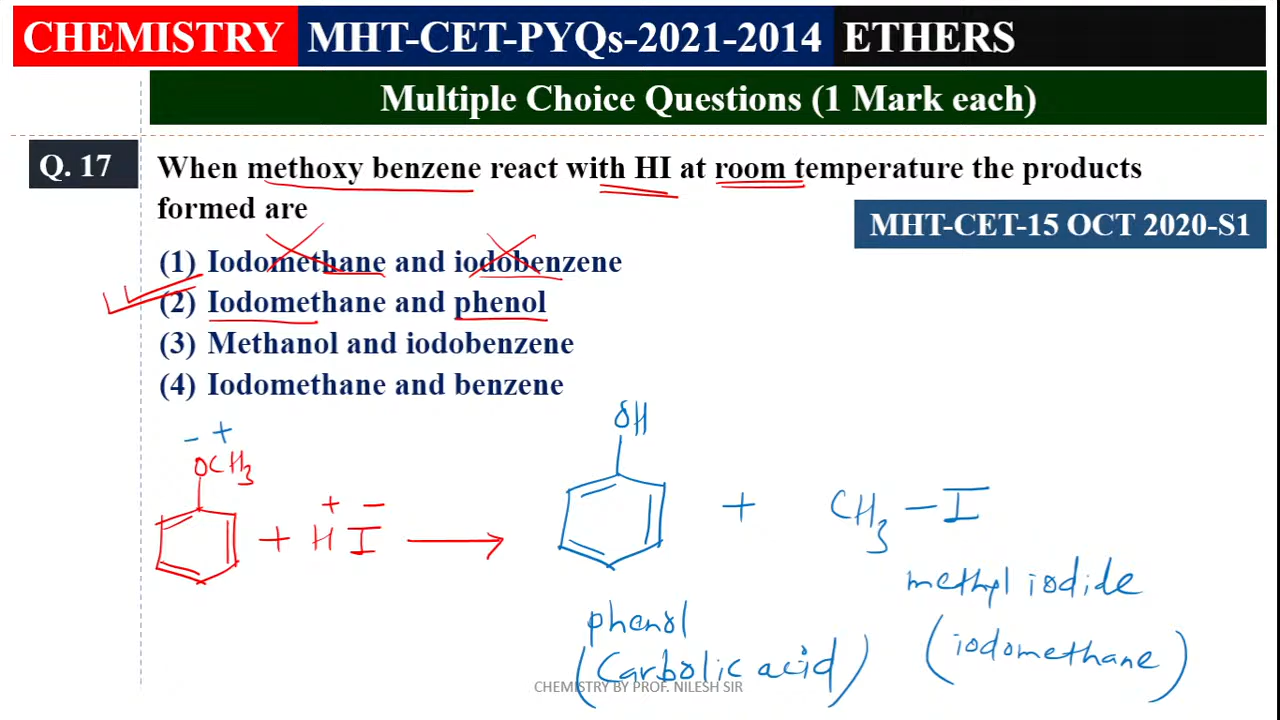 CHEMISTRY MHT-CET-PYQs-2021-2014 ETHERS
Multiple Choice Questions (1 Mark each)
Q. 17 When methoxy benzene react with HI at room temperature the products
formed are
MHT-CET-15 OCT 2020-S1
(1) Iodomethane and iodobenzene
(2) Iodomethane and phenol
(3) Methanol and iodobenzene
(4) Iodomethane and benzene
OH
- +
OCH3
+ -
+ H I + CH3-I
methyl iodide
phenol
(iodomethane)
(Carbolic acid)
CHEMISTRY BY PROF. NILESH SIR